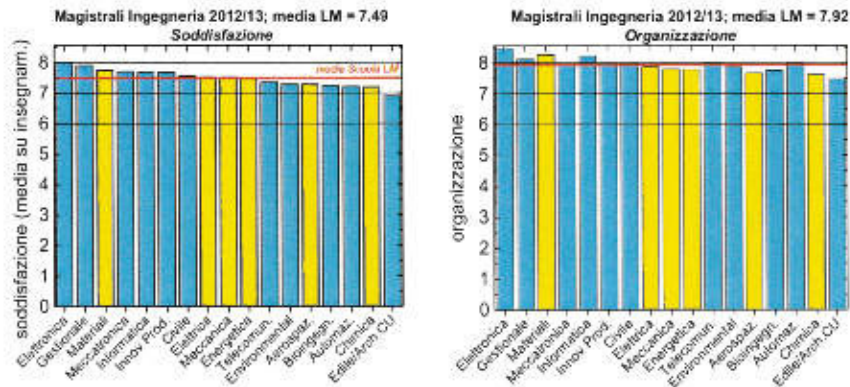 Magistrali Ingegneria 2012/13; media LM = 7.49
Soddisfazione
soddisfazione (media su insegnam.)
8
7
6
5
4
3
2
1
0
media Scuola LM
Elettronica
Gestionale
Materiali
Meccatronica
Informatica
Innov Prod.
Civile
Elettrica
Meccanica
Energetica
Telecomun.
Environmental
Aerospaz.
Bioingegn.
Automaz.
Chimica
Edile/Arch CU
Magistrali Ingegneria 2012/13; media LM = 7.92
Organizzazione
organizzazione
8
7
6
5
4
3
2
1
0
Elettronica
Gestionale
Materiali
Meccatronica
Informatica
Innov Prod.
Civile
Elettrica
Meccanica
Energetica
Telecomun.
Environmental
Aerospaz.
Bioingegn.
Automaz.
Chimica
Edile/Arch CU